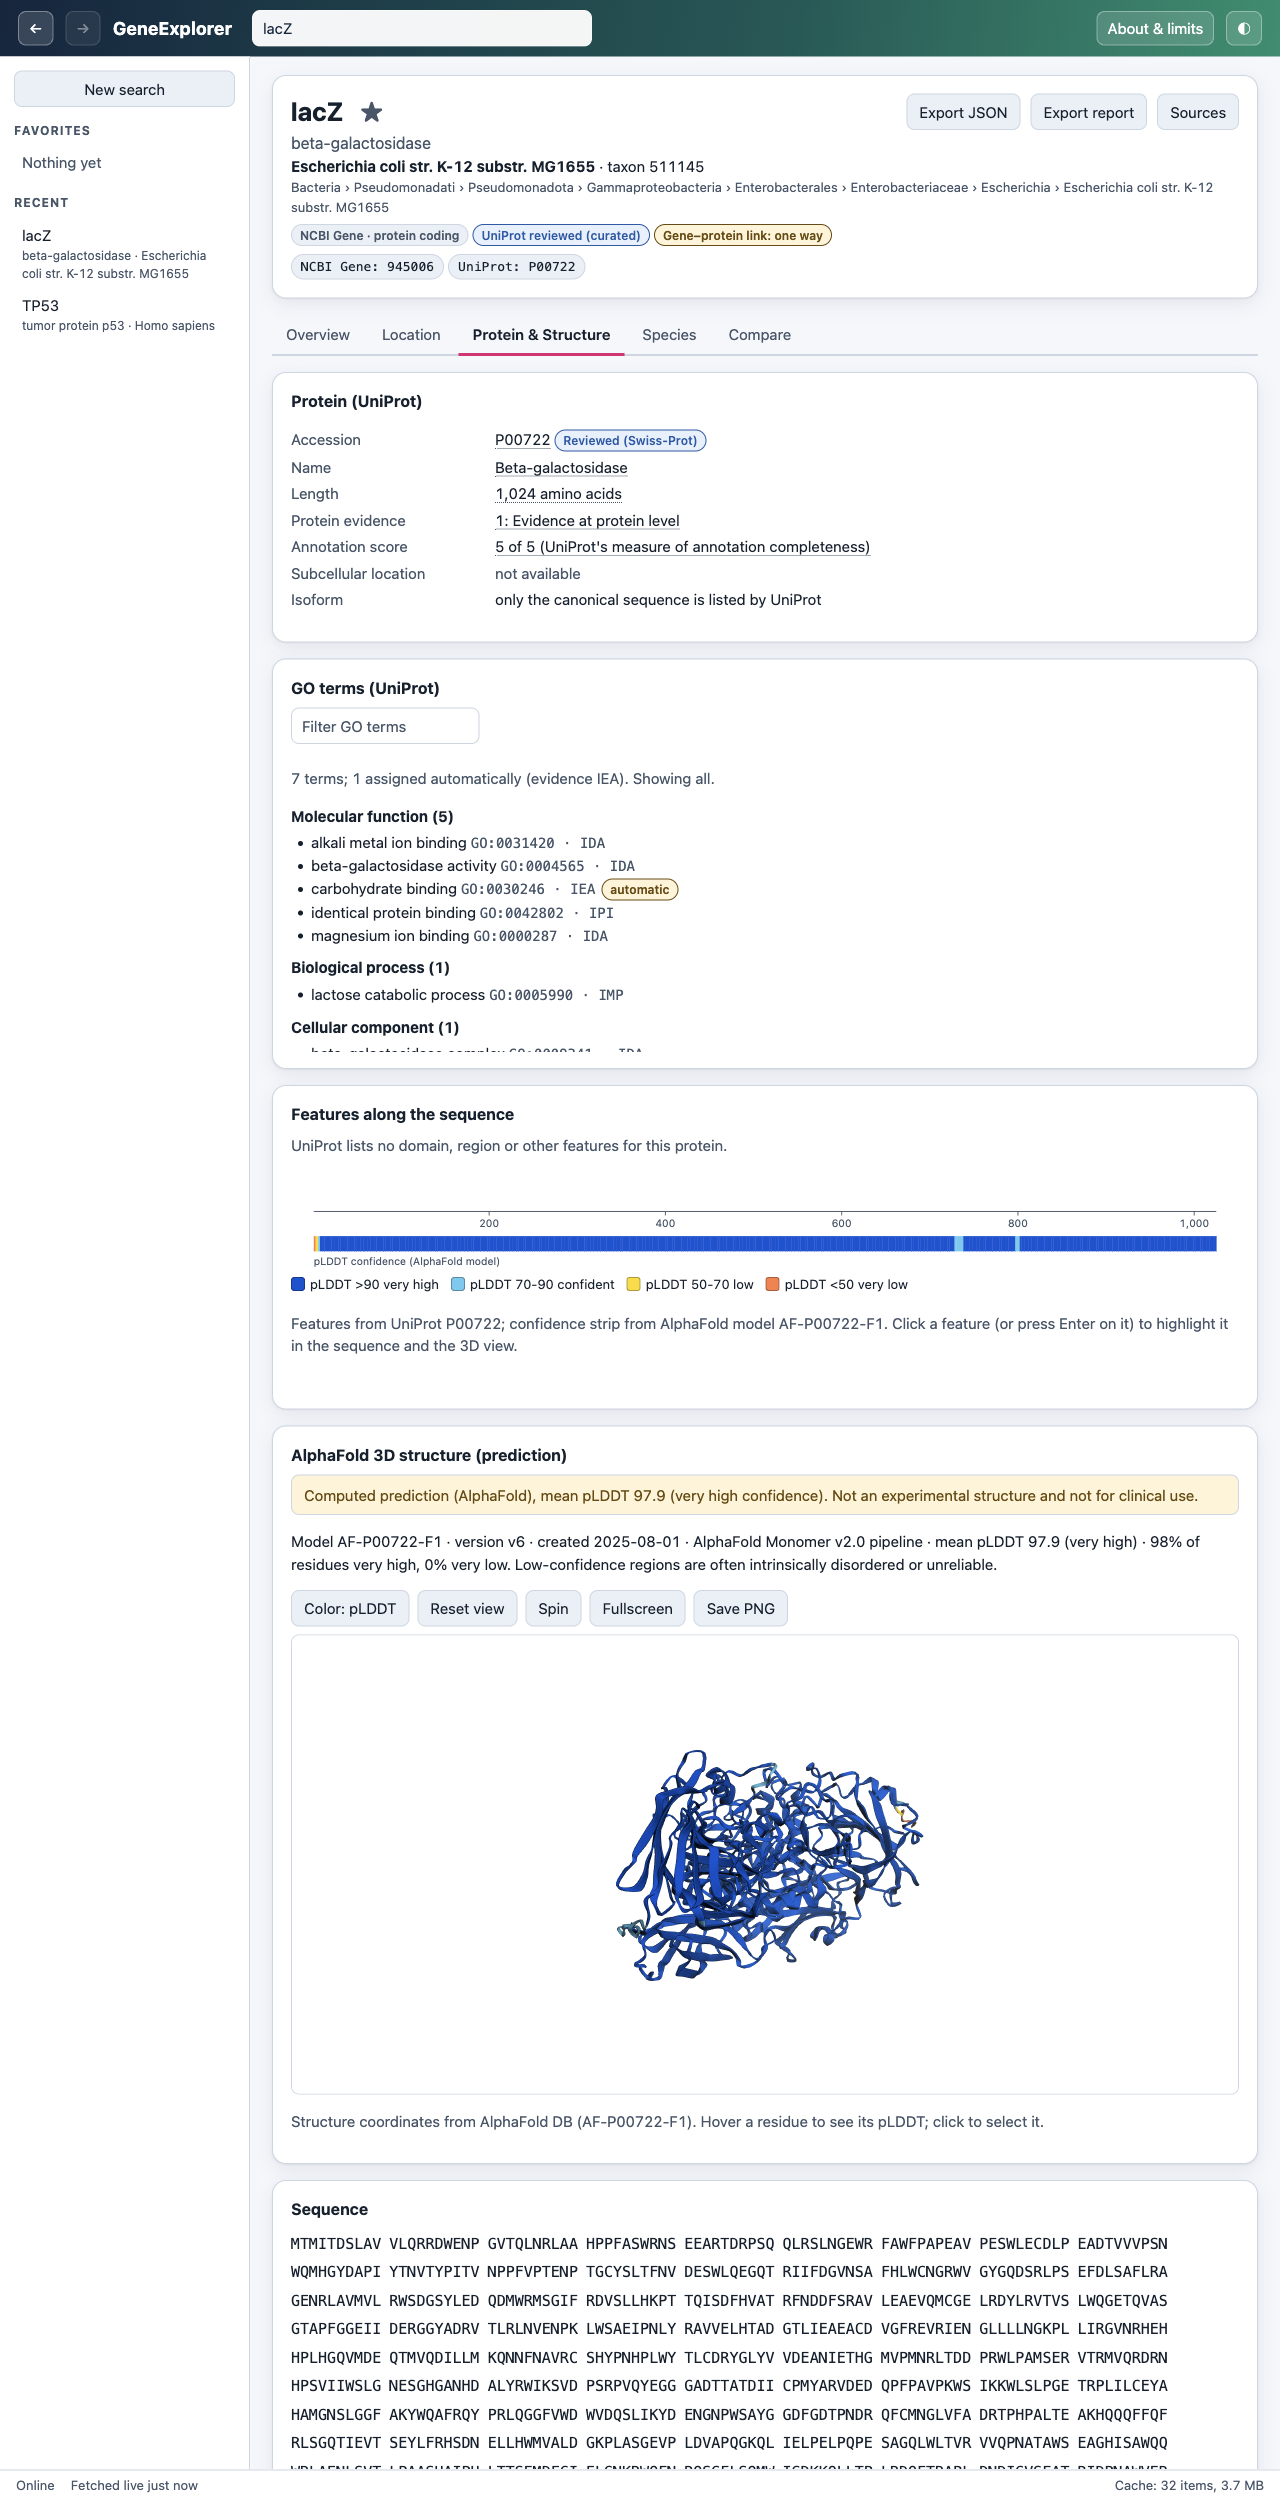 ← → GeneExplorer lacZ About & limits
New search
FAVORITES
Nothing yet
RECENT
lacZ
beta-galactosidase · Escherichia
coli str. K-12 substr. MG1655
TP53
tumor protein p53 · Homo sapiens
lacZ ★
Export JSON Export report Sources
beta-galactosidase
Escherichia coli str. K-12 substr. MG1655 · taxon 511145
Bacteria › Pseudomonadati › Pseudomonadota › Gammaproteobacteria › Enterobacterales › Enterobacteriaceae › Escherichia › Escherichia coli str. K-12
substr. MG1655
NCBI Gene · protein coding UniProt reviewed (curated) Gene–protein link: one way
NCBI Gene: 945006 UniProt: P00722
Overview Location Protein & Structure Species Compare
Protein (UniProt)
Accession P00722 Reviewed (Swiss-Prot)
Name Beta-galactosidase
Length 1,024 amino acids
Protein evidence 1: Evidence at protein level
Annotation score 5 of 5 (UniProt's measure of annotation completeness)
Subcellular location not available
Isoform only the canonical sequence is listed by UniProt
GO terms (UniProt)
Filter GO terms
7 terms; 1 assigned automatically (evidence IEA). Showing all.
Molecular function (5)
• alkali metal ion binding GO:0031420 · IDA
• beta-galactosidase activity GO:0004565 · IDA
• carbohydrate binding GO:0030246 · IEA automatic
• identical protein binding GO:0042802 · IPI
• magnesium ion binding GO:0000287 · IDA
Biological process (1)
• lactose catabolic process GO:0005990 · IMP
Cellular component (1)
Features along the sequence
UniProt lists no domain, region or other features for this protein.
200 400 600 800 1,000
pLDDT confidence (AlphaFold model)
pLDDT >90 very high pLDDT 70-90 confident pLDDT 50-70 low pLDDT <50 very low
Features from UniProt P00722; confidence strip from AlphaFold model AF-P00722-F1. Click a feature (or press Enter on it) to highlight it
in the sequence and the 3D view.
AlphaFold 3D structure (prediction)
Computed prediction (AlphaFold), mean pLDDT 97.9 (very high confidence). Not an experimental structure and not for clinical use.
Model AF-P00722-F1 · version v6 · created 2025-08-01 · AlphaFold Monomer v2.0 pipeline · mean pLDDT 97.9 (very high) · 98% of
residues very high, 0% very low. Low-confidence regions are often intrinsically disordered or unreliable.
Color: pLDDT Reset view Spin Fullscreen Save PNG
Structure coordinates from AlphaFold DB (AF-P00722-F1). Hover a residue to see its pLDDT; click to select it.
Sequence
MTMITDSLAV VLQRRDWENP GVTQLNRLAA HPPFASWRNS EEARTDRPSQ QLRSLNGEWR FAWFPAPEAV PESWLECDLP EADTVVVPSN
WQMHGYDAPI YTNVTYPITV NPPFVPTENP TGCYSLTFNV DESWLQEGQT RIIFDGVNSA FHLWCNGRWV GYGQDSRLPS EFDLSAFLRA
GENRLAVMVL RWSDGSYLED QDMWRMSGIF RDVSLLHKPT TQISDFHVAT RFNDDFSRAV LEAEVQMCGE LRDYLRVTVS LWQGETQVAS
GTAPFGGEII DERGGYADRV TLRLNVENPK LWSAEIPNLY RAVVELHTAD GTLIEAEACD VGFREVRIEN GLLLLNGKPL LIRGVNRHEH
HPLHGQVMDE QTMVQDILLM KQNNFNAVRC SHYPNHPLWY TLCDRYGLYV VDEANIETHG MVPMNRLTDD PRWLPAMSER VTRMVQRDRN
HPSVIIWSLG NESGHGANHD ALYRWIKSVD PSRPVQYEGG GADTTATDII CPMYARVDED QPFPAVPKWS IKKWLSLPGE TRPLILCEYA
HAMGNSLGGF AKYWQAFRQY PRLQGGFVWD WVDQSLIKYD ENGNPWSAYG GDFGDTPNDR QFCMNGLVFA DRTPHPALTE AKHQQQFFQF
RLSGQTIEVT SEYLFRHSDN ELLHWMVALD GKPLASGEVP LDVAPQGKQL IELPELPQPE SAGQLWLTVR VVQPNATAWS EAGHISAWQQ
Online Fetched live just now Cache: 32 items, 3.7 MB